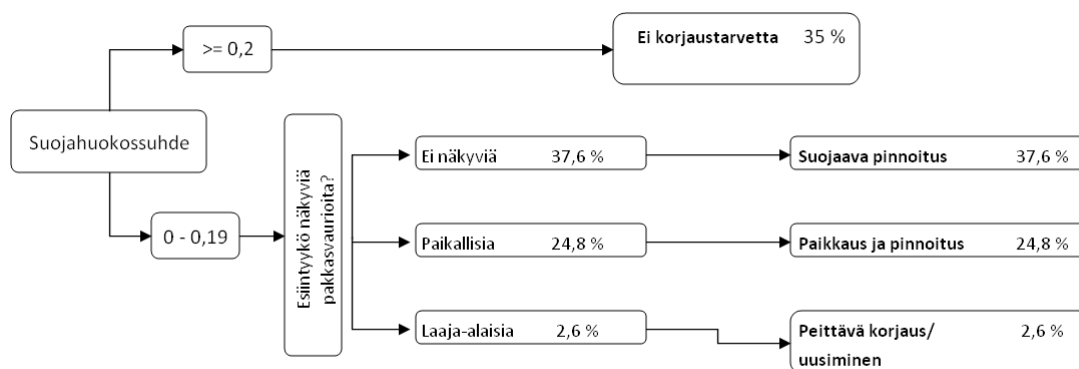 >= 0,2
Ei korjaustarvetta 35 %
Suojahuokossuhde
0 - 0,19
Esiintyykö näkyviä
pakkasvaurioita?
Ei näkyviä 37,6 %
Suojaava pinnoitus 37,6 %
Paikallisia 24,8 %
Paikkaus ja pinnoitus 24,8 %
Laaja-alaisia 2,6 %
Peittävä korjaus/ 2,6 %
uusiminen